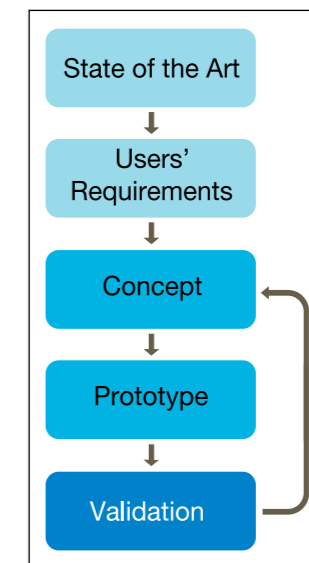 State of the Art
Users’
Requirements
Concept
Prototype
Validation